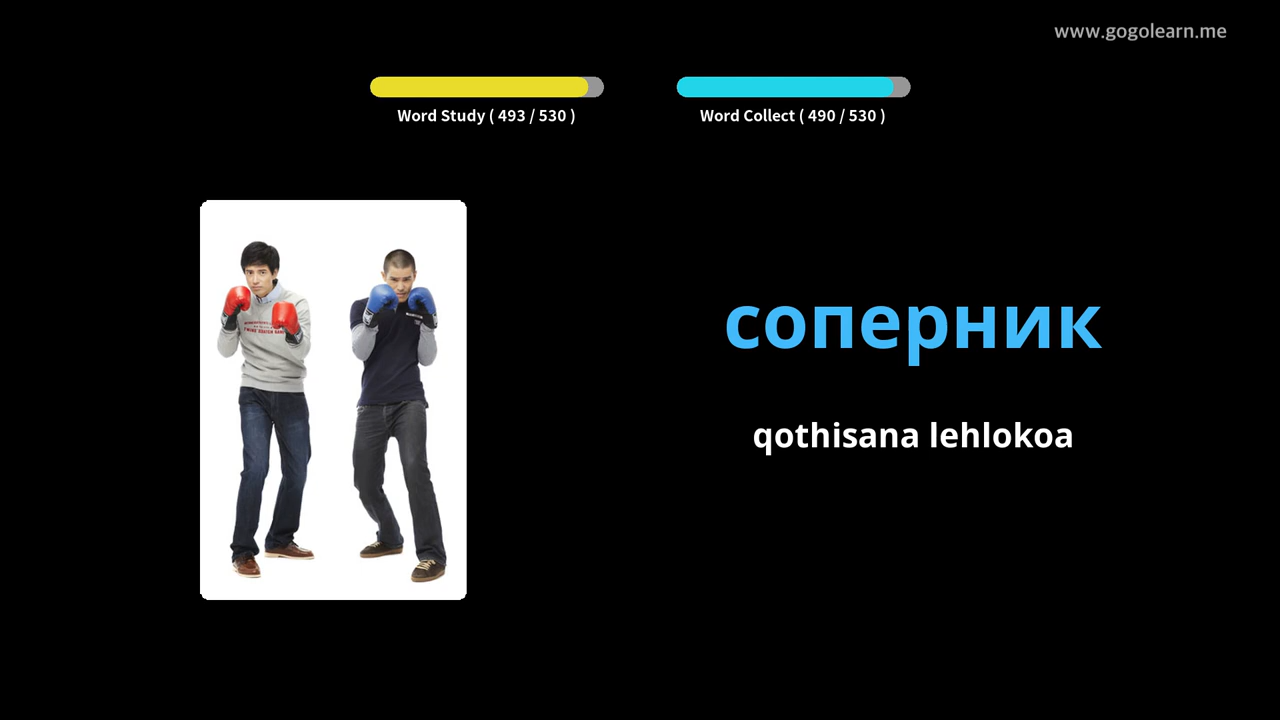 www.gogolearn.me
Word Study ( 493 / 530 )
Word Collect ( 490 / 530 )
соперник
qothisana lehlokoa